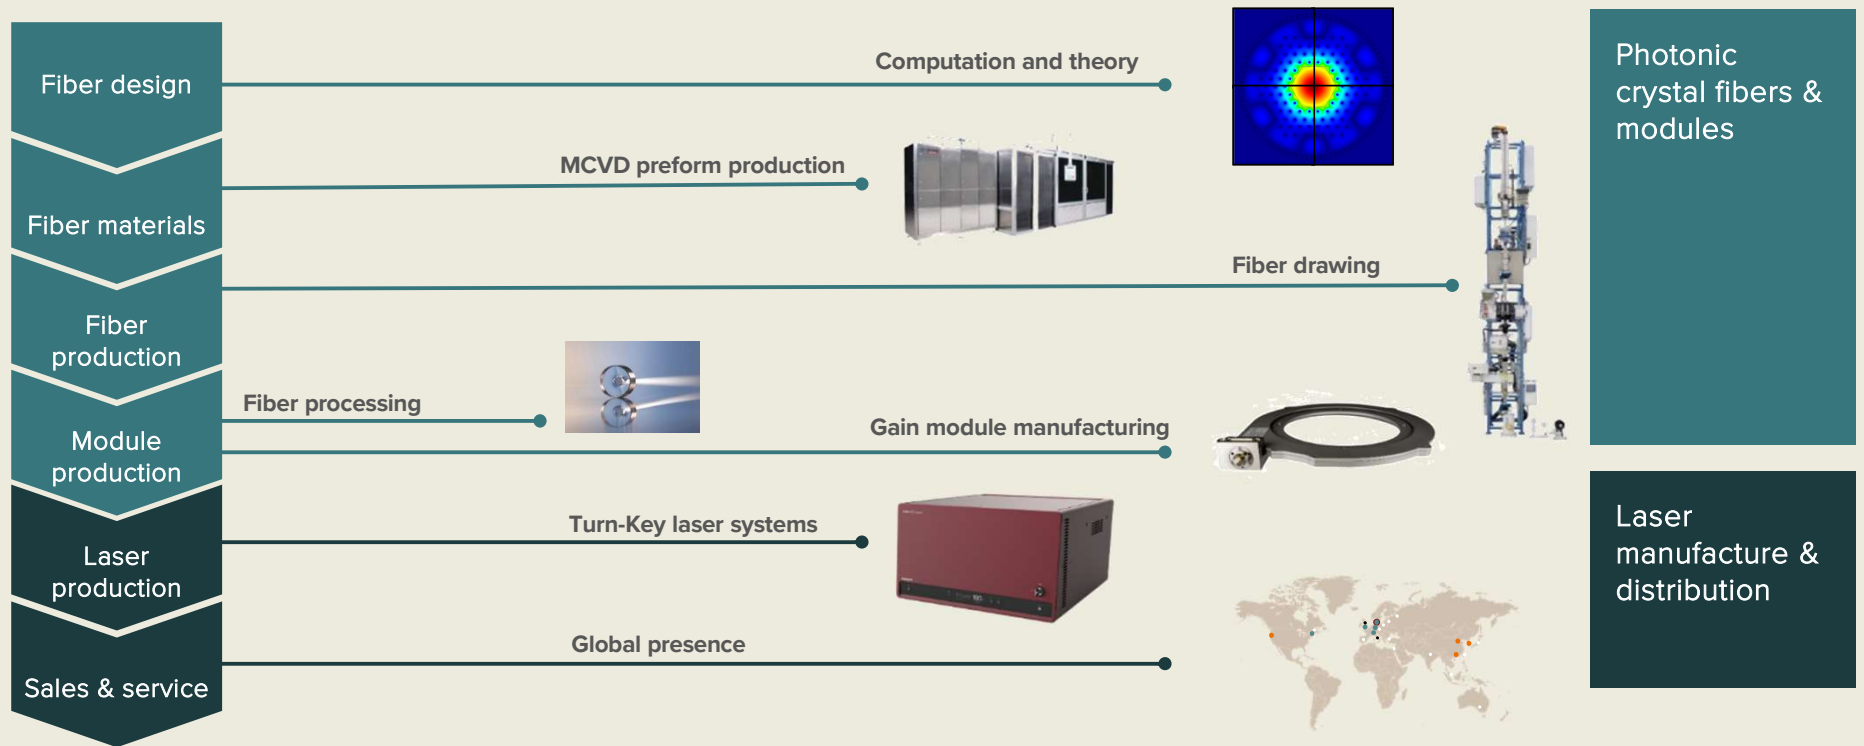 Fiber design
Computation and theory
Photonic
crystal fibers &
modules
MCVD preform production
Fiber materials
Fiber drawing
Fiber
production
Fiber processing
Gain module manufacturing
Module
production
Turn-Key laser systems
Laser
manufacture &
distribution
Laser
production
Global presence
Sales & service